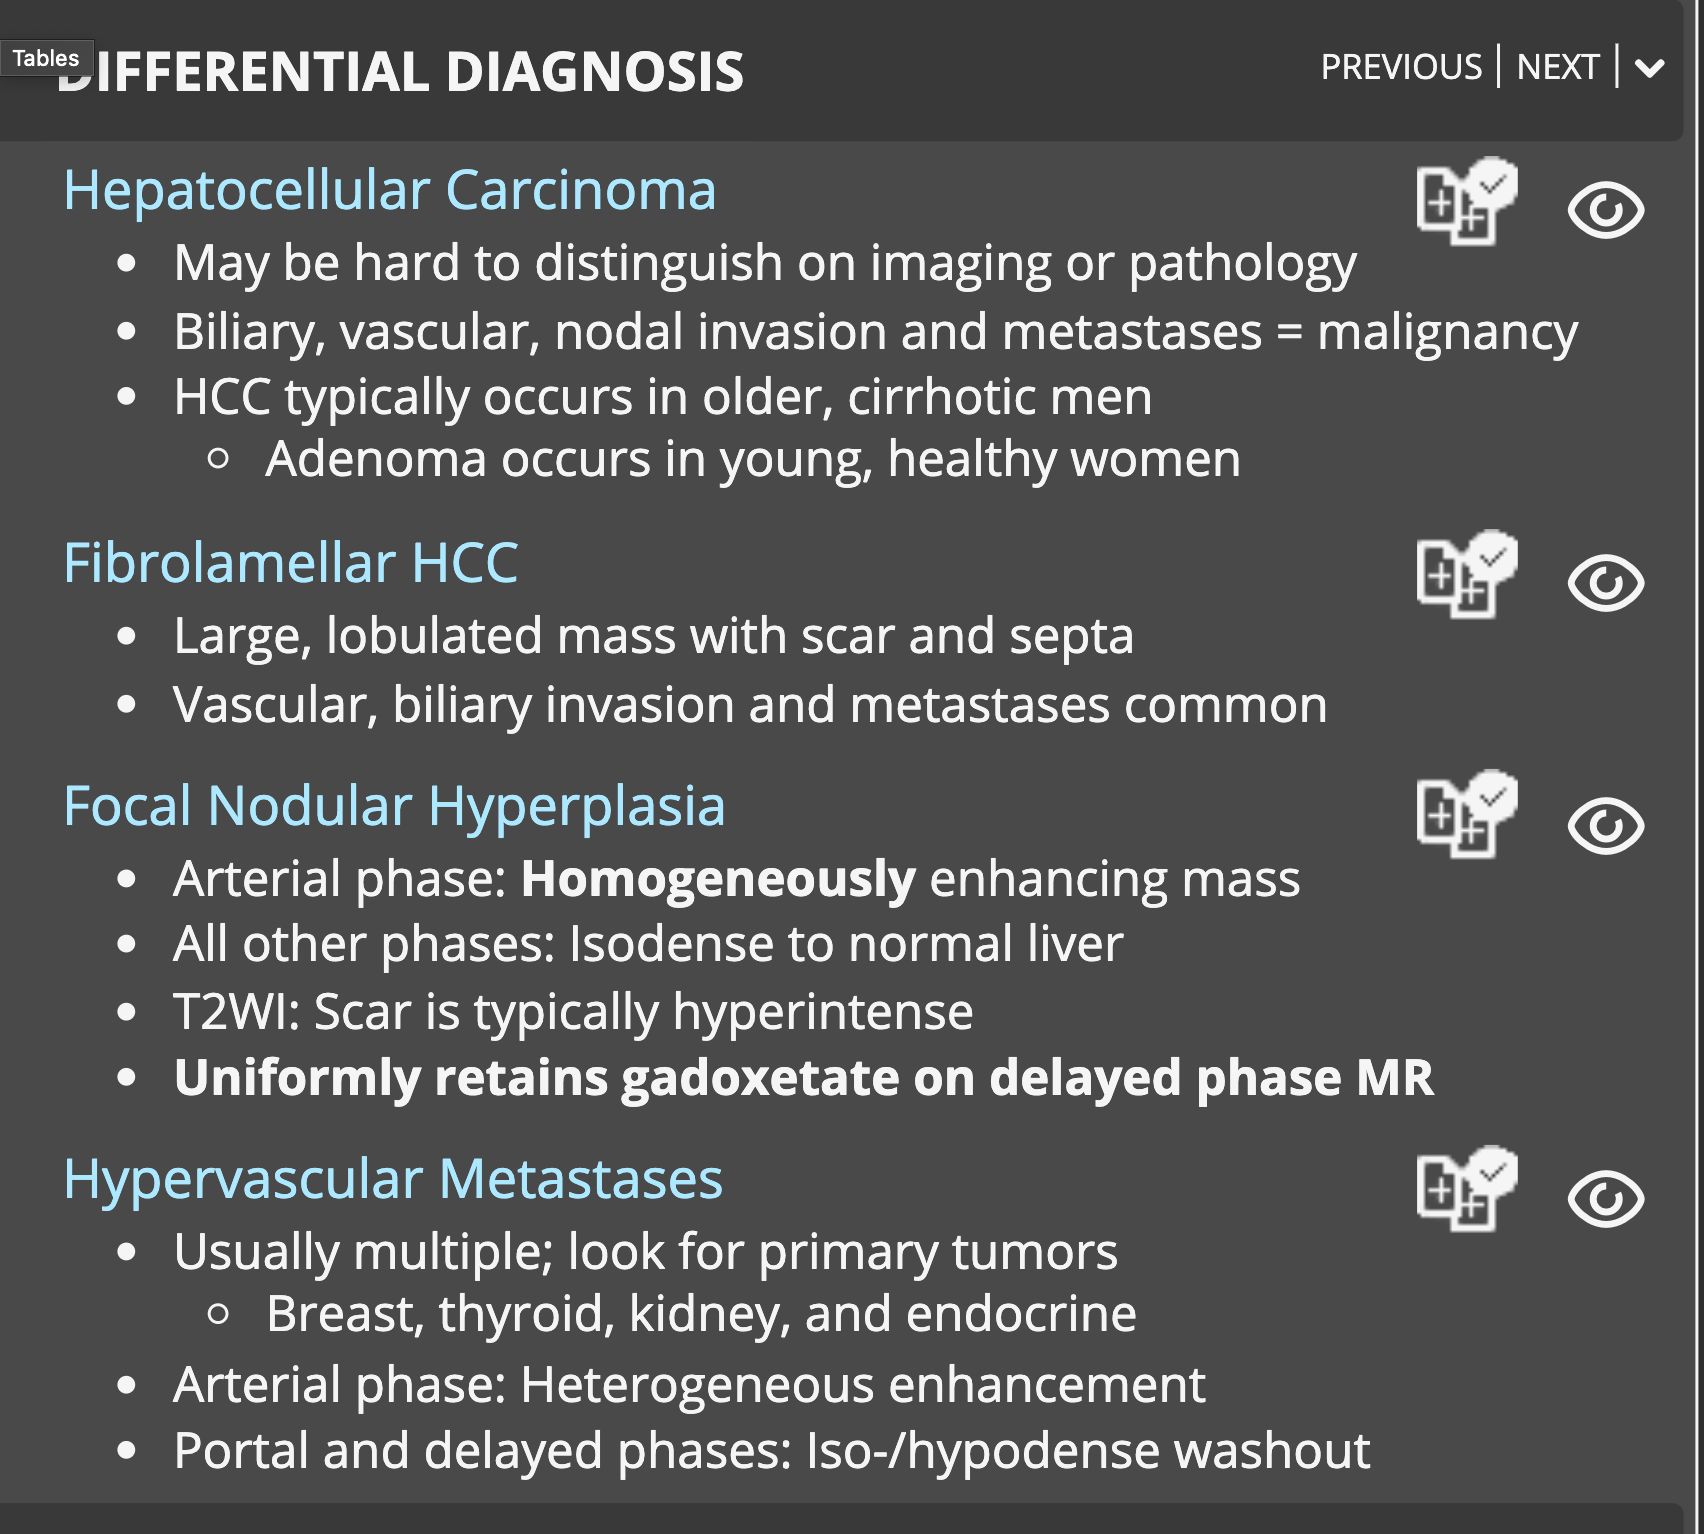 Tables
DIFFERENTIAL DIAGNOSIS
PREVIOUS | NEXT |
Hepatocellular Carcinoma
• May be hard to distinguish on imaging or pathology
• Biliary, vascular, nodal invasion and metastases = malignancy
• HCC typically occurs in older, cirrhotic men
○ Adenoma occurs in young, healthy women
Fibrolamellar HCC
• Large, lobulated mass with scar and septa
• Vascular, biliary invasion and metastases common
Focal Nodular Hyperplasia
• Arterial phase: Homogeneously enhancing mass
• All other phases: Isodense to normal liver
• T2WI: Scar is typically hyperintense
• Uniformly retains gadoxetate on delayed phase MR
Hypervascular Metastases
• Usually multiple; look for primary tumors
○ Breast, thyroid, kidney, and endocrine
• Arterial phase: Heterogeneous enhancement
• Portal and delayed phases: Iso-/hypodense washout